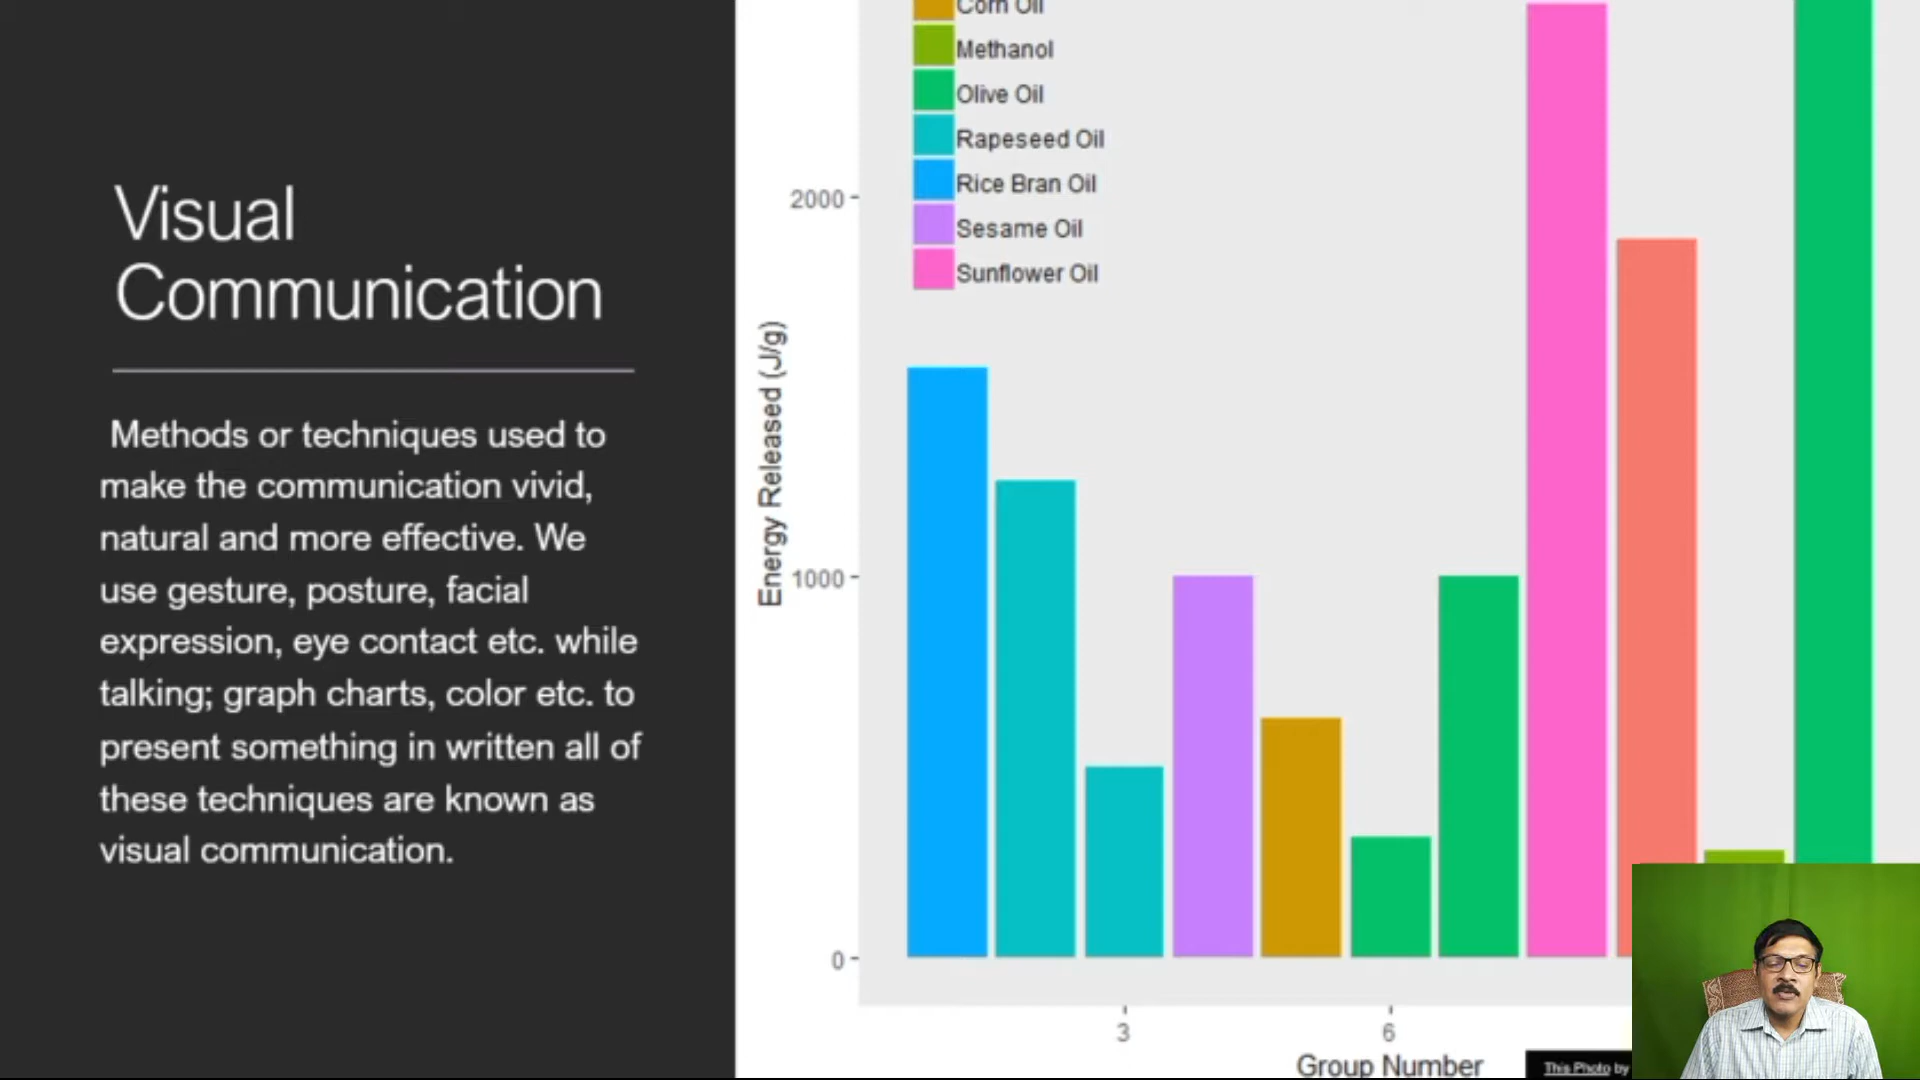 Visual
Communication
Methods or techniques used to
make the communication vivid,
natural and more effective. We
use gesture, posture, facial
expression, eye contact etc. while
talking; graph charts, color etc. to
present something in written all of
these techniques are known as
visual communication.
Corn Oil
Methanol
Olive Oil
Rapeseed Oil
Rice Bran Oil
Sesame Oil
Sunflower Oil
Energy Released (J/g)
2000
1000
0
3
6
Group Number
This Photo by